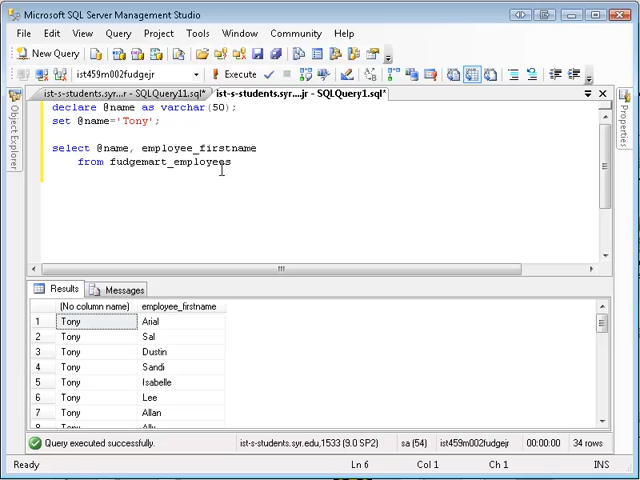 Microsoft SQL Server Management Studio
File Edit View Query Project Tools Window Community Help
New Query
ist459m002fudgejr Execute
ist-s-students.syr....r - SQLQuery11.sql* ist-s-students.syr....jr - SQLQuery1.sql*
Object Explorer
Properties
declare @name as varchar(50);
set @name='Tony';
select @name, employee_firstname
from fudgemart_employees
Results Messages
(No column name) employee_firstname
1 Tony Arial
2 Tony Sal
3 Tony Dustin
4 Tony Sandi
5 Tony Isabelle
6 Tony Lee
7 Tony Allan
8 Tony Ally
Query executed successfully. ist-s-students.syr.edu,1533 (9.0 SP2) sa (54) ist459m002fudgejr 00:00:00 34 rows
Ready Ln 6 Col 1 Ch 1 INS